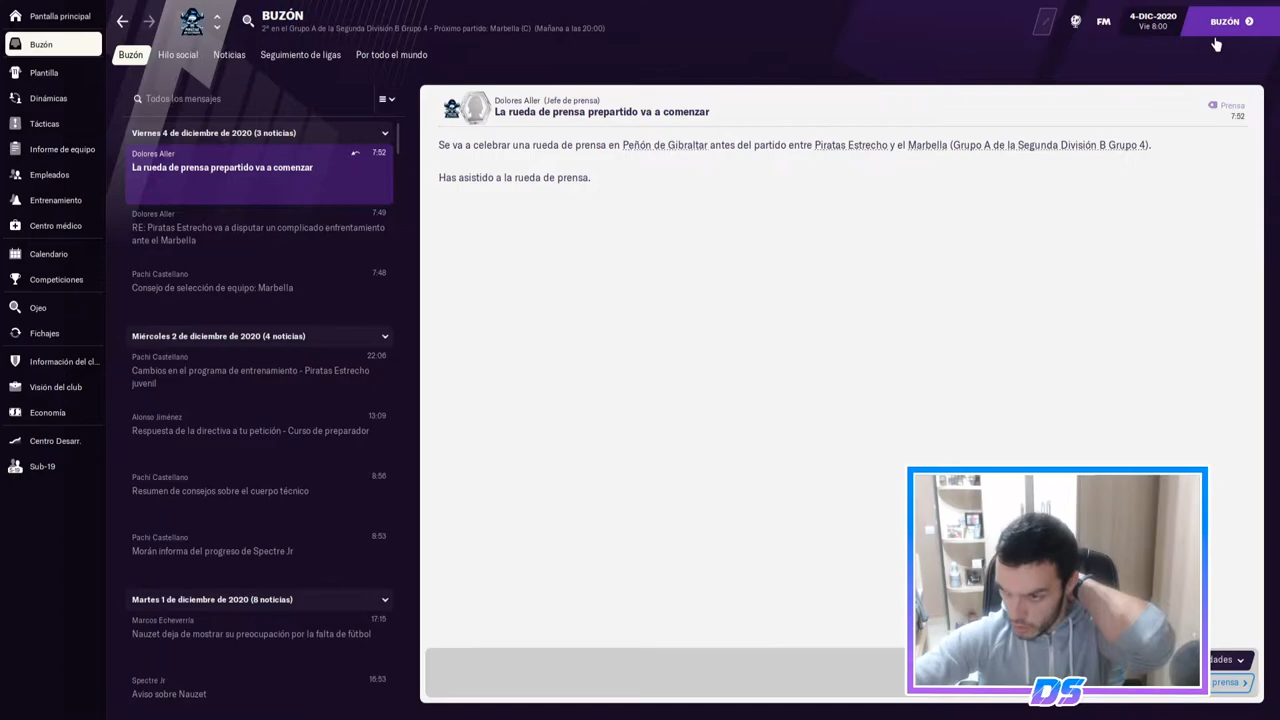 Pantalla principal
Buzón
Plantilla
Dinámicas
Tácticas
Informe de equipo
Empleados
Entrenamiento
Centro médico
Calendario
Competiciones
Ojeo
Fichajes
Información del cl...
Visión del club
Economía
Centro Desarr.
Sub-19
BUZÓN
2º en el Grupo A de la Segunda División B Grupo 4 - Próximo partido: Marbella (C) (Mañana a las 20:00)
FM
4-DIC-2020
Vie 8:00
BUZÓN
Buzón
Hilo social
Noticias
Seguimiento de ligas
Por todo el mundo
Todos los mensajes
Viernes 4 de diciembre de 2020 (3 noticias)
Dolores Aller 7:52
La rueda de prensa prepartido va a comenzar
Dolores Aller 7:49
RE: Piratas Estrecho va a disputar un complicado enfrentamiento
ante el Marbella
Pachi Castellano 7:48
Consejo de selección de equipo: Marbella
Miércoles 2 de diciembre de 2020 (4 noticias)
Pachi Castellano 22:06
Cambios en el programa de entrenamiento - Piratas Estrecho
juvenil
Alonso Jiménez 13:09
Respuesta de la directiva a tu petición - Curso de preparador
Pachi Castellano 8:56
Resumen de consejos sobre el cuerpo técnico
Pachi Castellano 8:53
Morán informa del progreso de Spectre Jr
Martes 1 de diciembre de 2020 (8 noticias)
Marcos Echeverría 17:15
Nauzet deja de mostrar su preocupación por la falta de fútbol
Spectre Jr 16:53
Aviso sobre Nauzet
Dolores Aller (Jefe de prensa)
La rueda de prensa prepartido va a comenzar
Prensa
7:52
Se va a celebrar una rueda de prensa en Peñón de Gibraltar antes del partido entre Piratas Estrecho y el Marbella (Grupo A de la Segunda División B Grupo 4).
Has asistido a la rueda de prensa.
dades
prensa
DS